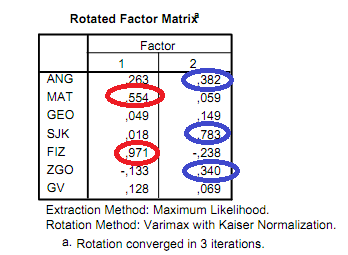 Rotated Factor Matrixa
Factor
1 2
ANG ,263 ,382
MAT ,554 ,059
GEO ,049 ,149
SJK ,018 ,783
FIZ ,971 -,238
ZGO -,133 ,340
GV ,128 ,069
Extraction Method: Maximum Likelihood.
Rotation Method: Varimax with Kaiser Normalization.
a. Rotation converged in 3 iterations.